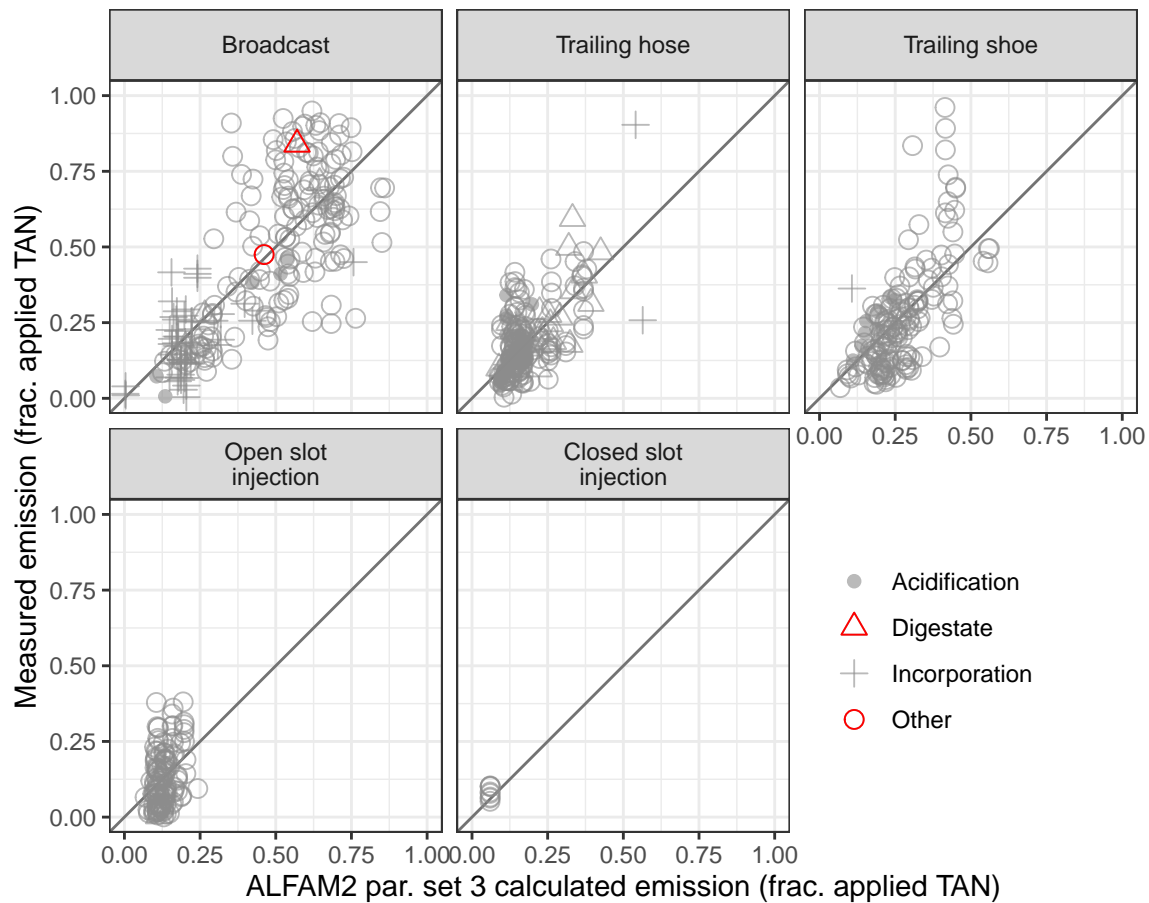 Broadcast
Trailing hose
Trailing shoe
1.00
0.75
0.50
0.25
0.00
0.00 0.25 0.50 0.75 1.00
Open slot
injection
Closed slot
injection
1.00
0.75
0.50
0.25
0.00
0.00 0.25 0.50 0.75 1.00
0.00 0.25 0.50 0.75 1.00
Acidification
Digestate
Incorporation
Other
Measured emission (frac. applied TAN)
ALFAM2 par. set 3 calculated emission (frac. applied TAN)